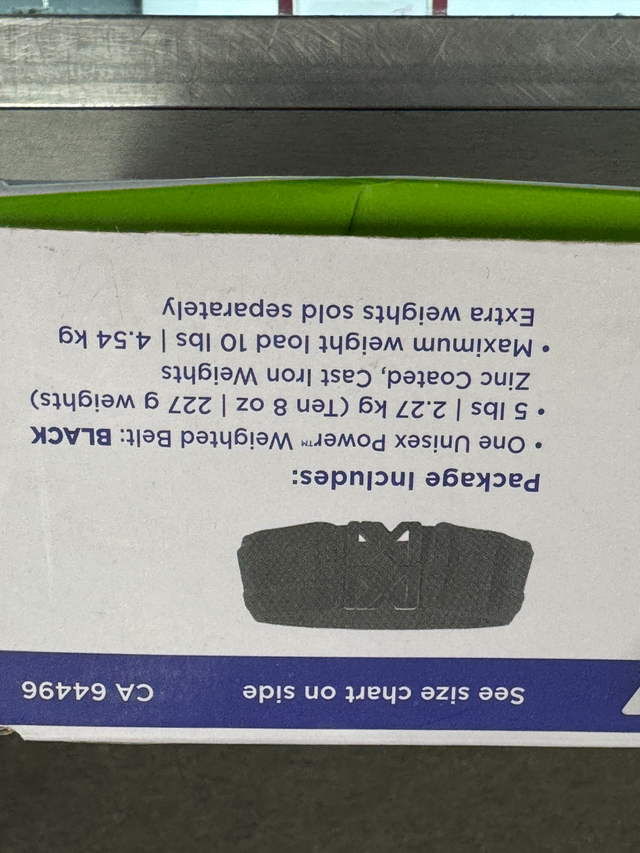 See size chart on side
CA 64496
Package Includes:
• One Unisex Power™ Weighted Belt: BLACK
• 5 lbs | 2.27 kg (Ten 8 oz | 227 g weights)
Zinc Coated, Cast Iron Weights
• Maximum weight load 10 lbs | 4.54 kg
Extra weights sold separately